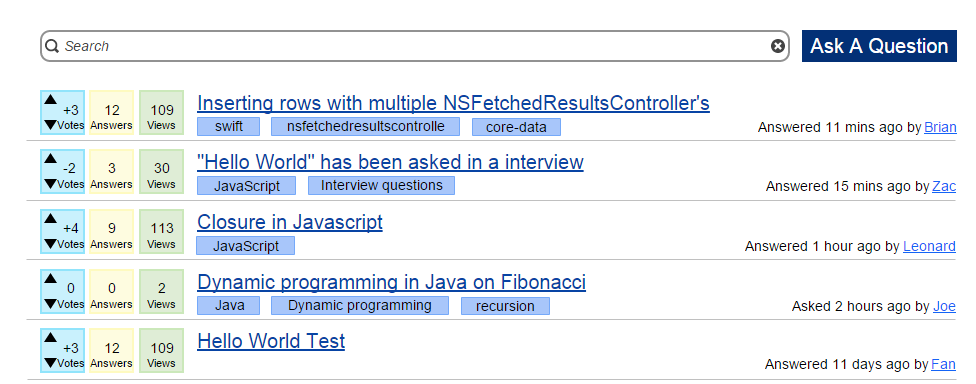 Search
Ask A Question
+3 12 109 Inserting rows with multiple NSFetchedResultsController's
Votes Answers Views swift nsfetchedresultscontrolle core-data Answered 11 mins ago by Brian
-2 3 30 "Hello World" has been asked in a interview
Votes Answers Views JavaScript Interview questions Answered 15 mins ago by Zac
+4 9 113 Closure in Javascript
Votes Answers Views JavaScript Answered 1 hour ago by Leonard
0 0 2 Dynamic programming in Java on Fibonacci
Votes Answers Views Java Dynamic programming recursion Asked 2 hours ago by Joe
+3 12 109 Hello World Test
Votes Answers Views Answered 11 days ago by Fan